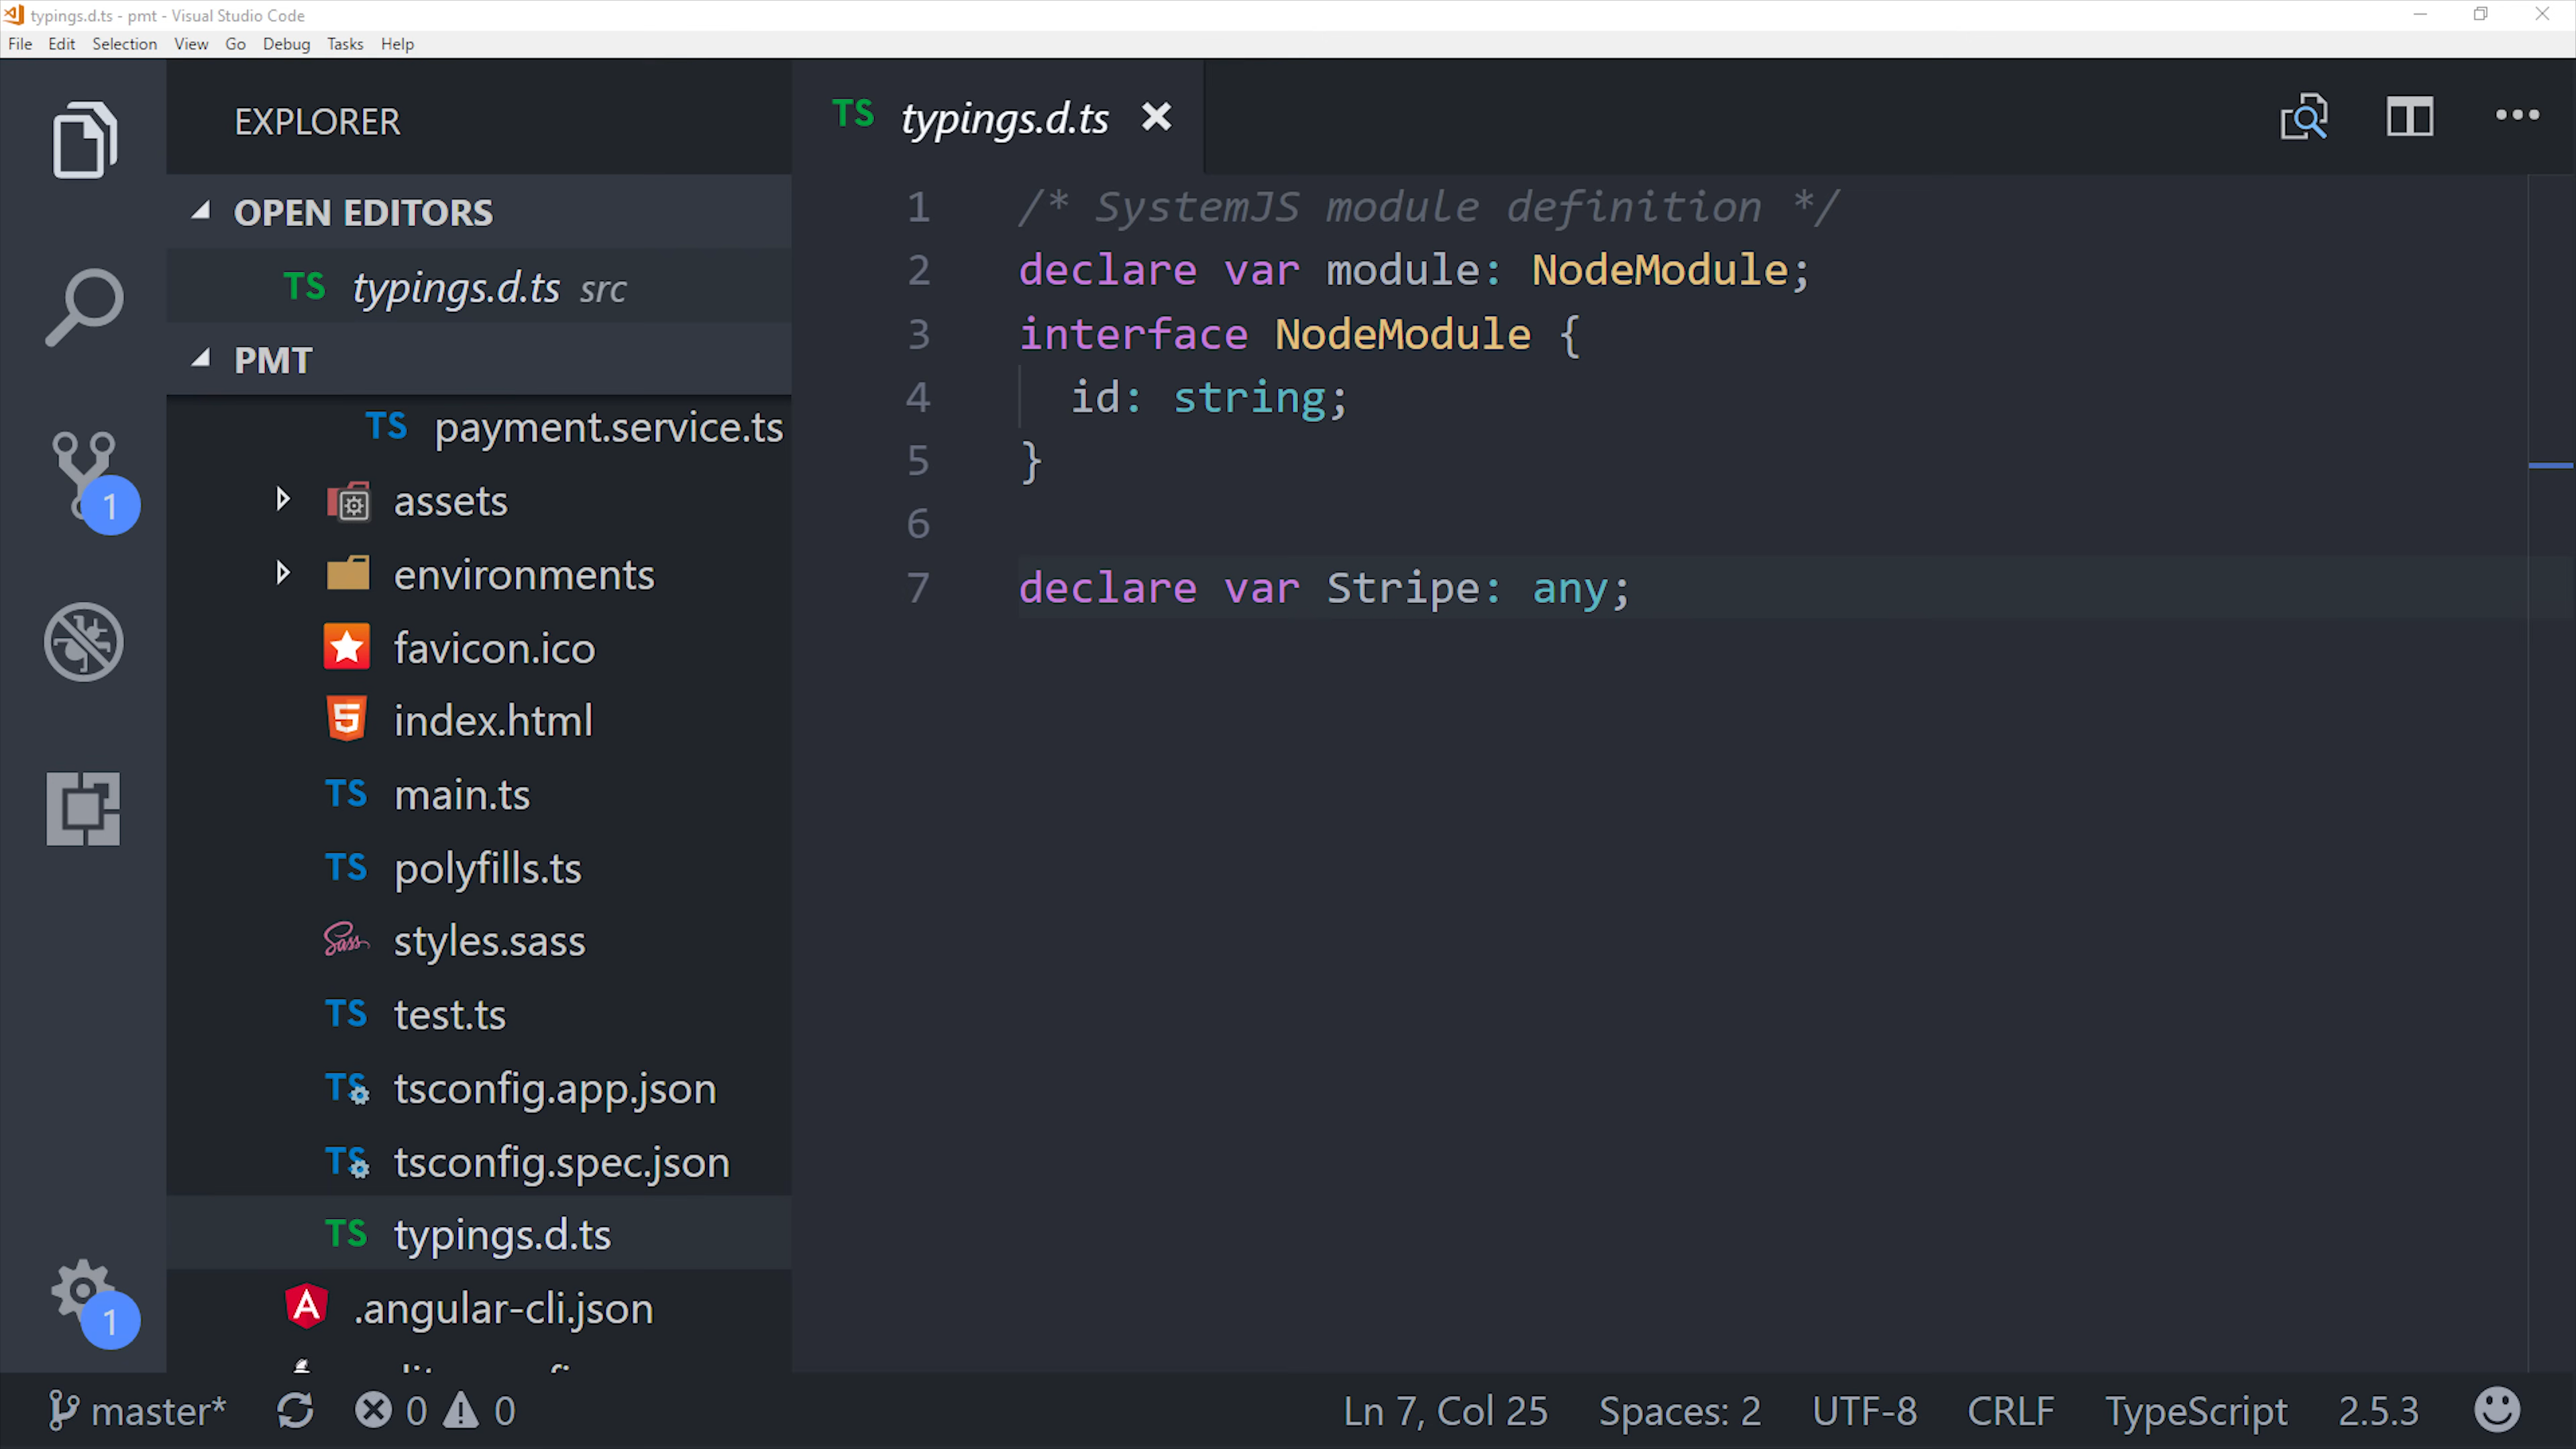 typings.d.ts - pmt - Visual Studio Code
File Edit Selection View Go Debug Tasks Help
EXPLORER
OPEN EDITORS
TS typings.d.ts src
PMT
TS payment.service.ts
assets
environments
favicon.ico
5 index.html
TS main.ts
TS polyfills.ts
Sass styles.sass
TS test.ts
TS tsconfig.app.json
TS tsconfig.spec.json
TS typings.d.ts
A .angular-cli.json
1
1
TS typings.d.ts
1 /* SystemJS module definition */
2 declare var module: NodeModule;
3 interface NodeModule {
4 id: string;
5 }
6
7 declare var Stripe: any;
master* 0 0 Ln 7, Col 25 Spaces: 2 UTF-8 CRLF TypeScript 2.5.3